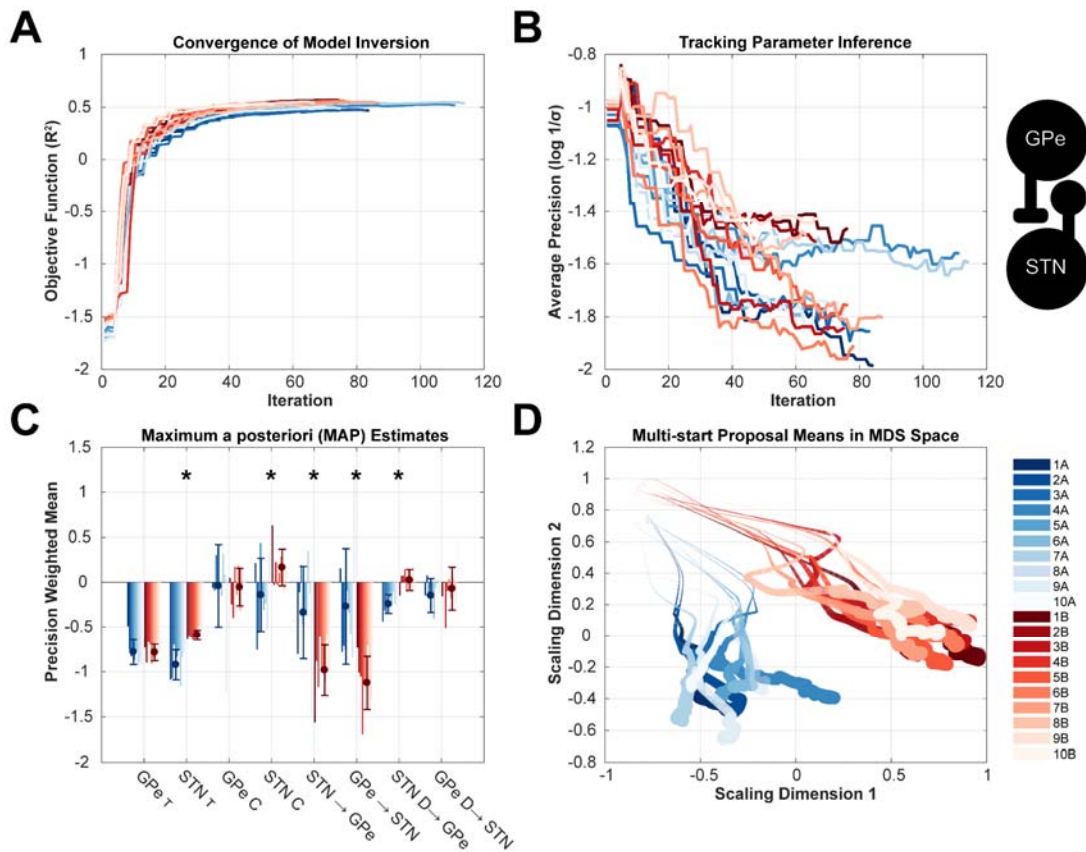 A
Convergence of Model Inversion
Objective Function (R²)
1
0.5
0
-0.5
-1
-1.5
-2
0 20 40 60 80 100 120
Iteration
B
Tracking Parameter Inference
Average Precision (log 1/σ)
-0.8
-1
-1.2
-1.4
-1.6
-1.8
-2
0 20 40 60 80 100 120
Iteration
GPe
STN
C
Maximum a posteriori (MAP) Estimates
Precision Weighted Mean
1.5
1
0.5
0
-0.5
-1
-1.5
-2
* * * * *
GPe τ
STN τ
GPe C
STN C
STN → GPe
GPe → STN
STN D→ GPe
GPe D→ STN
D
Multi-start Proposal Means in MDS Space
Scaling Dimension 2
1.2
1
0.8
0.6
0.4
0.2
0
-0.2
-0.4
-0.6
-0.8
-1 -0.5 0 0.5 1
Scaling Dimension 1
1A
2A
3A
4A
5A
6A
7A
8A
9A
10A
1B
2B
3B
4B
5B
6B
7B
8B
9B
10B